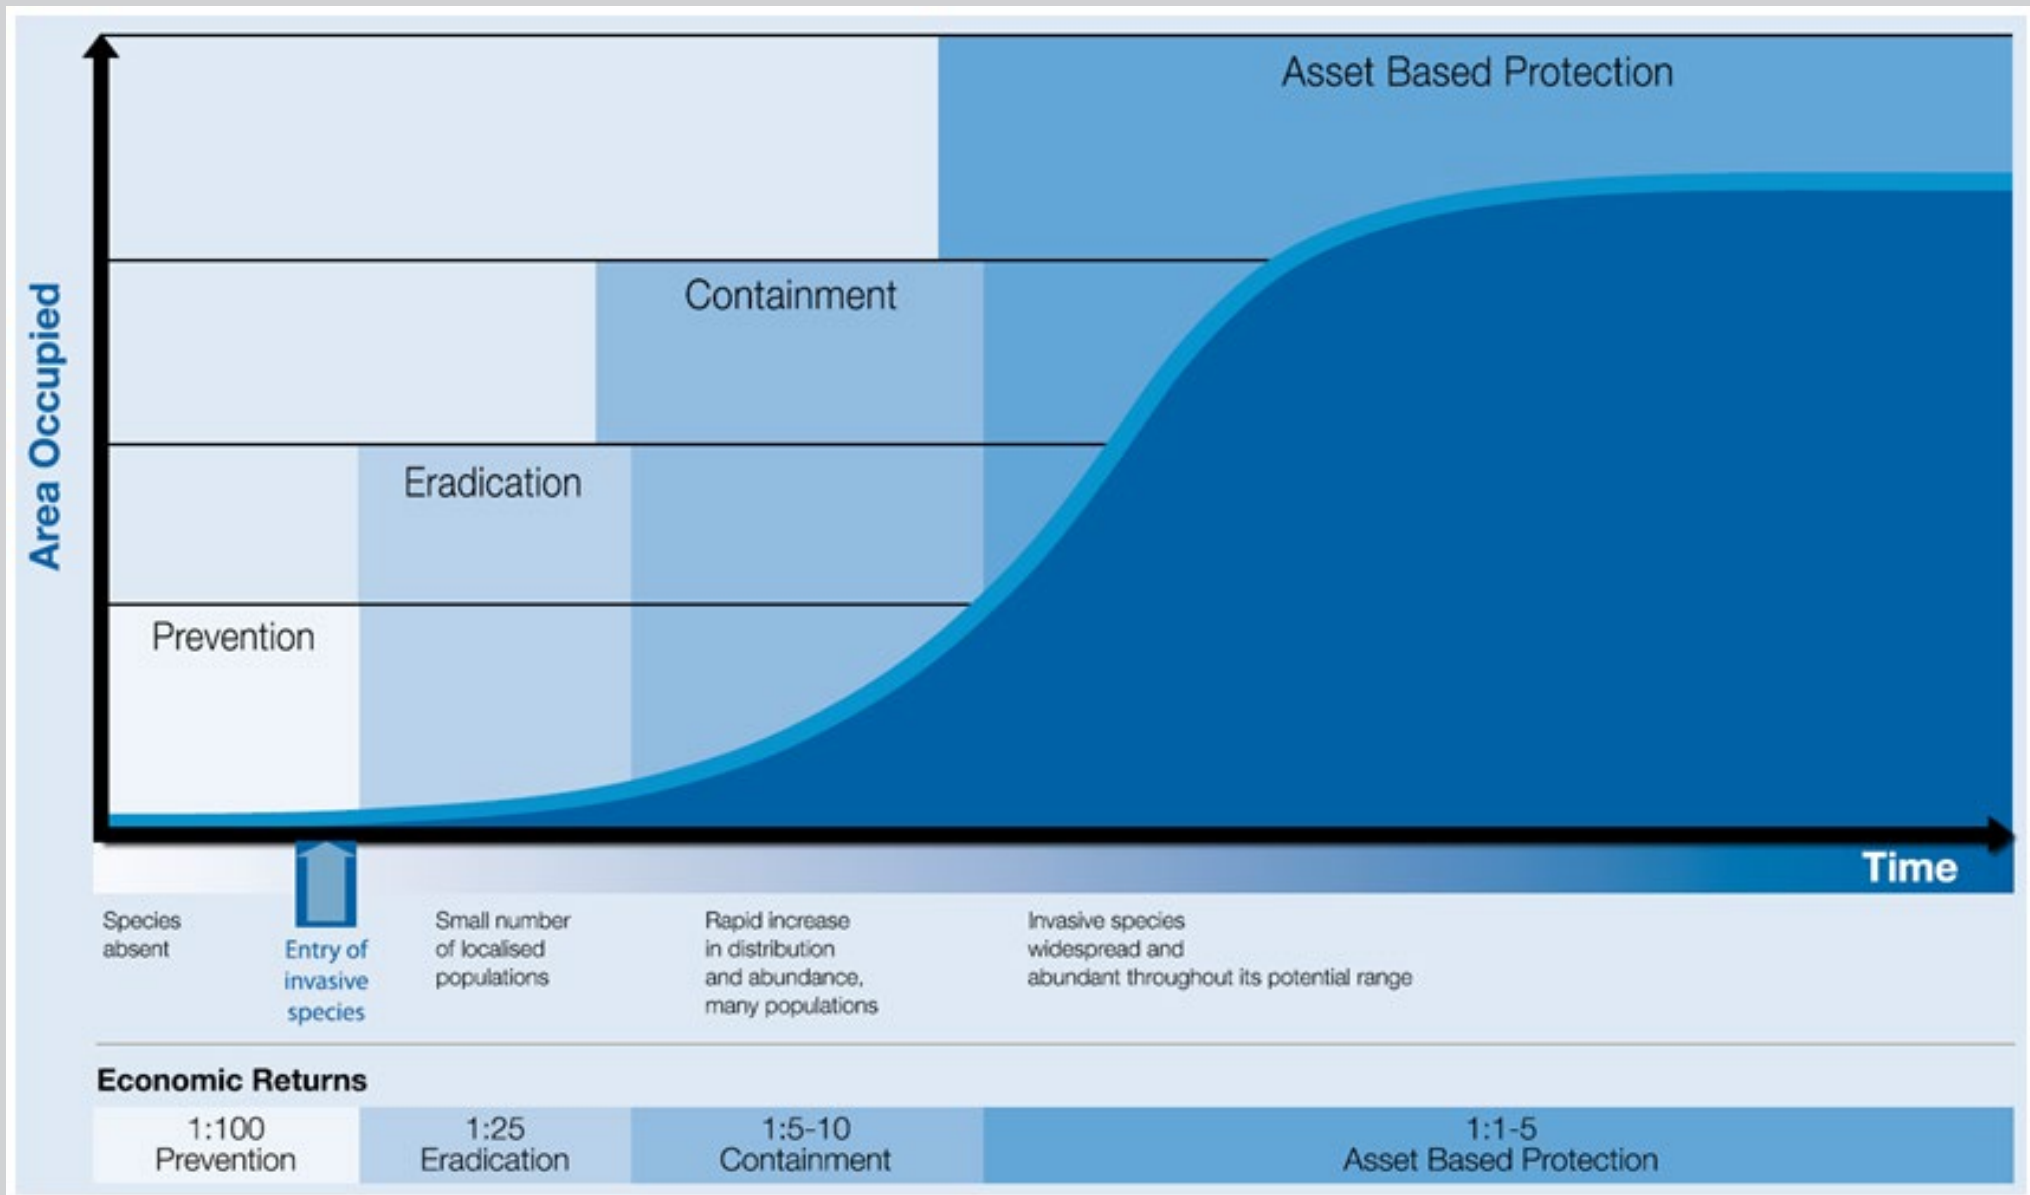 Asset Based Protection
Containment
Eradication
Prevention
Area Occupied
Time
Species
absent
Entry of
invasive
species
Small number
of localised
populations
Rapid increase
in distribution
and abundance,
many populations
Invasive species
widespread and
abundant throughout its potential range
Economic Returns
1:100
Prevention
1:25
Eradication
1:5-10
Containment
1:1-5
Asset Based Protection